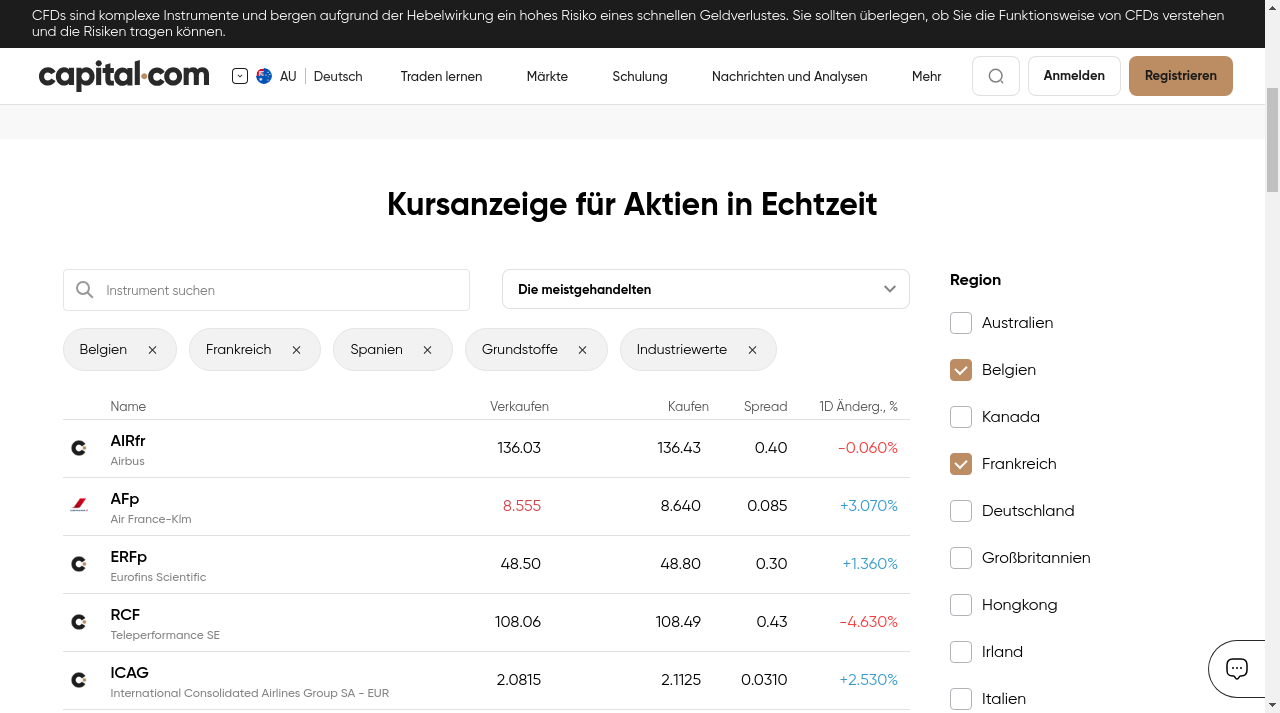 CFDs sind komplexe Instrumente und bergen aufgrund der Hebelwirkung ein hohes Risiko eines schnellen Geldverlustes. Sie sollten überlegen, ob Sie die Funktionsweise von CFDs verstehen
und die Risiken tragen können.
capital.com AU Deutsch Traden lernen Märkte Schulung Nachrichten und Analysen Mehr Anmelden Registrieren
Kursanzeige für Aktien in Echtzeit
Instrument suchen
Die meistgehandelten
Belgien × Frankreich × Spanien × Grundstoffe × Industriewerte ×
Name Verkaufen Kaufen Spread 1D Änderg., %
AIRfr 136.03 136.43 0.40 -0.060%
Airbus
AFp 8.555 8.640 0.085 +3.070%
Air France-Klm
ERFp 48.50 48.80 0.30 +1.360%
Eurofins Scientific
RCF 108.06 108.49 0.43 -4.630%
Teleperformance SE
ICAG 2.0815 2.1125 0.0310 +2.530%
International Consolidated Airlines Group SA - EUR
Region
Australien
Belgien
Kanada
Frankreich
Deutschland
Großbritannien
Hongkong
Irland
Italien